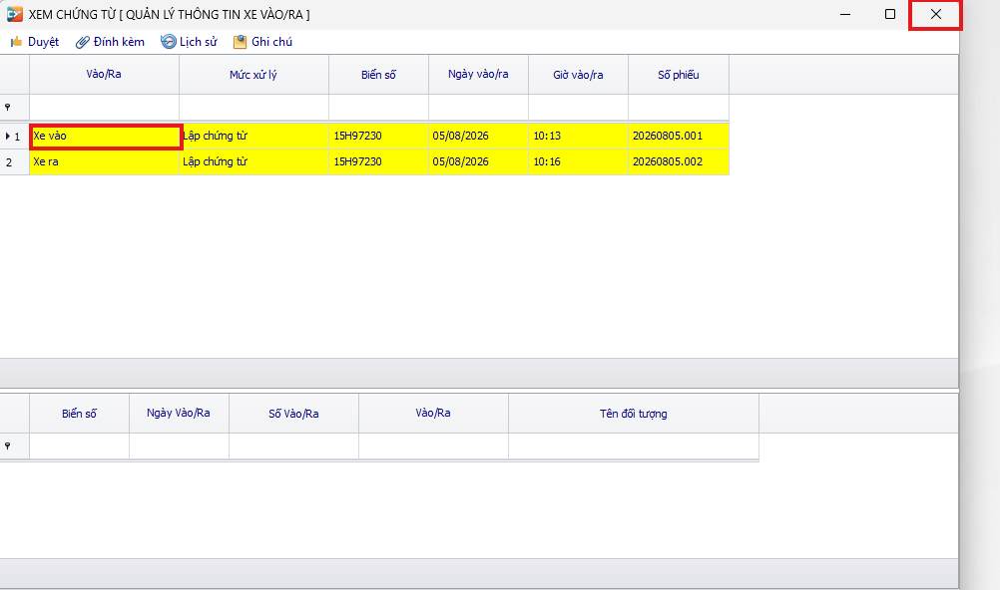 XEM CHỨNG TỪ [ QUẢN LÝ THÔNG TIN XE VÀO/RA ]
Duyệt Đính kèm Lịch sử Ghi chú
Vào/Ra Mức xử lý Biển số Ngày vào/ra Giờ vào/ra Số phiếu
1 Xe vào Lập chứng từ 15H97230 05/08/2026 10:13 20260805.001
2 Xe ra Lập chứng từ 15H97230 05/08/2026 10:16 20260805.002
Biển số Ngày Vào/Ra Số Vào/Ra Vào/Ra Tên đối tượng